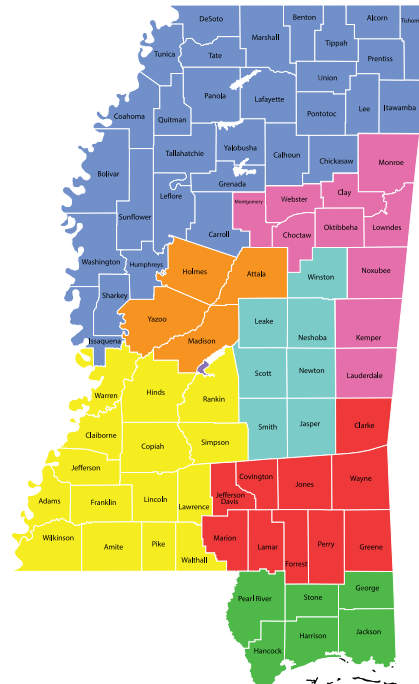 DeSoto
Benton
Alcorn
Tishom
Marshall
Tippah
Tunica
Tate
Prentiss
Union
Panola
Lafayette
Coahoma
Quitman
Pontotoc
Lee
Itawamba
Tallahatchie
Yalobusha
Calhoun
Chickasaw
Monroe
Bolivar
Grenada
Leflore
Clay
Webster
Montgomery
Sunflower
Carroll
Choctaw
Oktibbeha
Lowndes
Washington
Humphreys
Holmes
Attala
Winston
Noxubee
Sharkey
Yazoo
Leake
Neshoba
Kemper
Issaquena
Madison
Scott
Newton
Lauderdale
Warren
Hinds
Rankin
Claiborne
Copiah
Simpson
Smith
Jasper
Clarke
Jefferson
Covington
Jones
Wayne
Adams
Franklin
Lincoln
Lawrence
Jefferson
Davis
Wilkinson
Amite
Pike
Walthall
Marion
Lamar
Forrest
Perry
Greene
Pearl River
Stone
George
Hancock
Harrison
Jackson